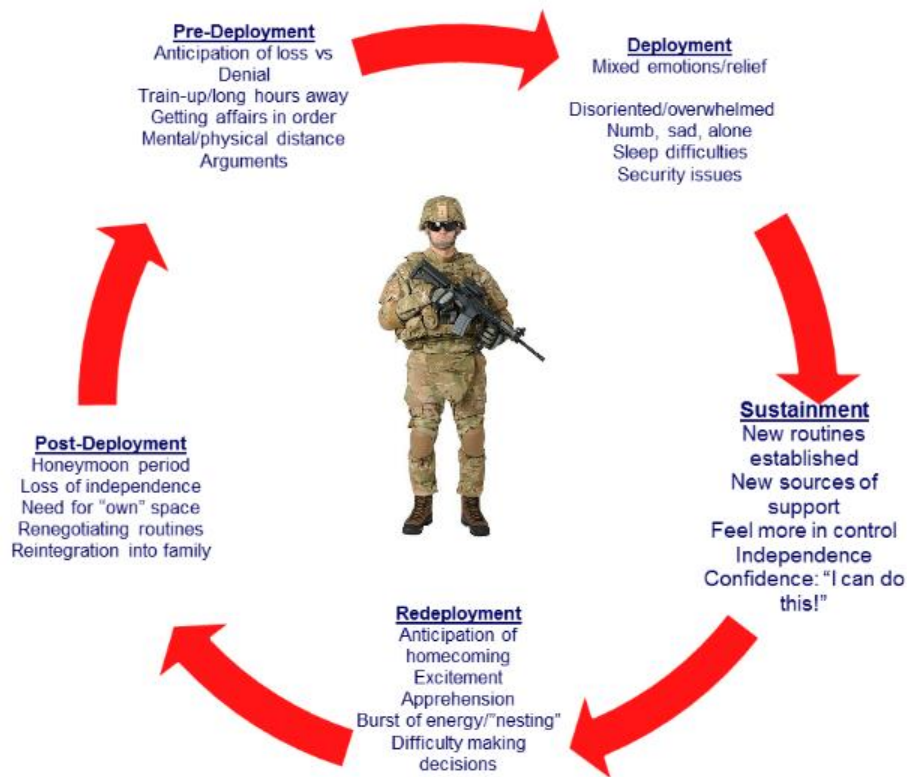 Pre-Deployment
Anticipation of loss vs
Denial
Train-up/long hours away
Getting affairs in order
Mental/physical distance
Arguments
Deployment
Mixed emotions/relief
Disoriented/overwhelmed
Numb, sad, alone
Sleep difficulties
Security issues
Sustainment
New routines
established
New sources of
support
Feel more in control
Independence
Confidence: “I can do
this!”
Redeployment
Anticipation of
homecoming
Excitement
Apprehension
Burst of energy/”nesting”
Difficulty making
decisions
Post-Deployment
Honeymoon period
Loss of independence
Need for “own” space
Renegotiating routines
Reintegration into family